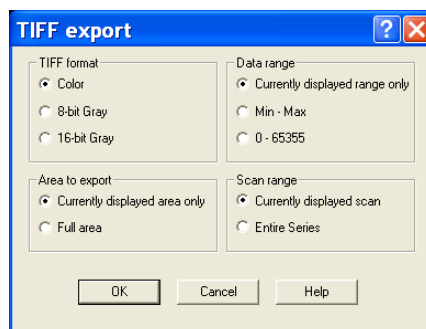 TIFF export
TIFF format
Color
8-bit Gray
16-bit Gray
Data range
Currently displayed range only
Min - Max
0 - 65355
Area to export
Currently displayed area only
Full area
Scan range
Currently displayed scan
Entire Series
OK
Cancel
Help